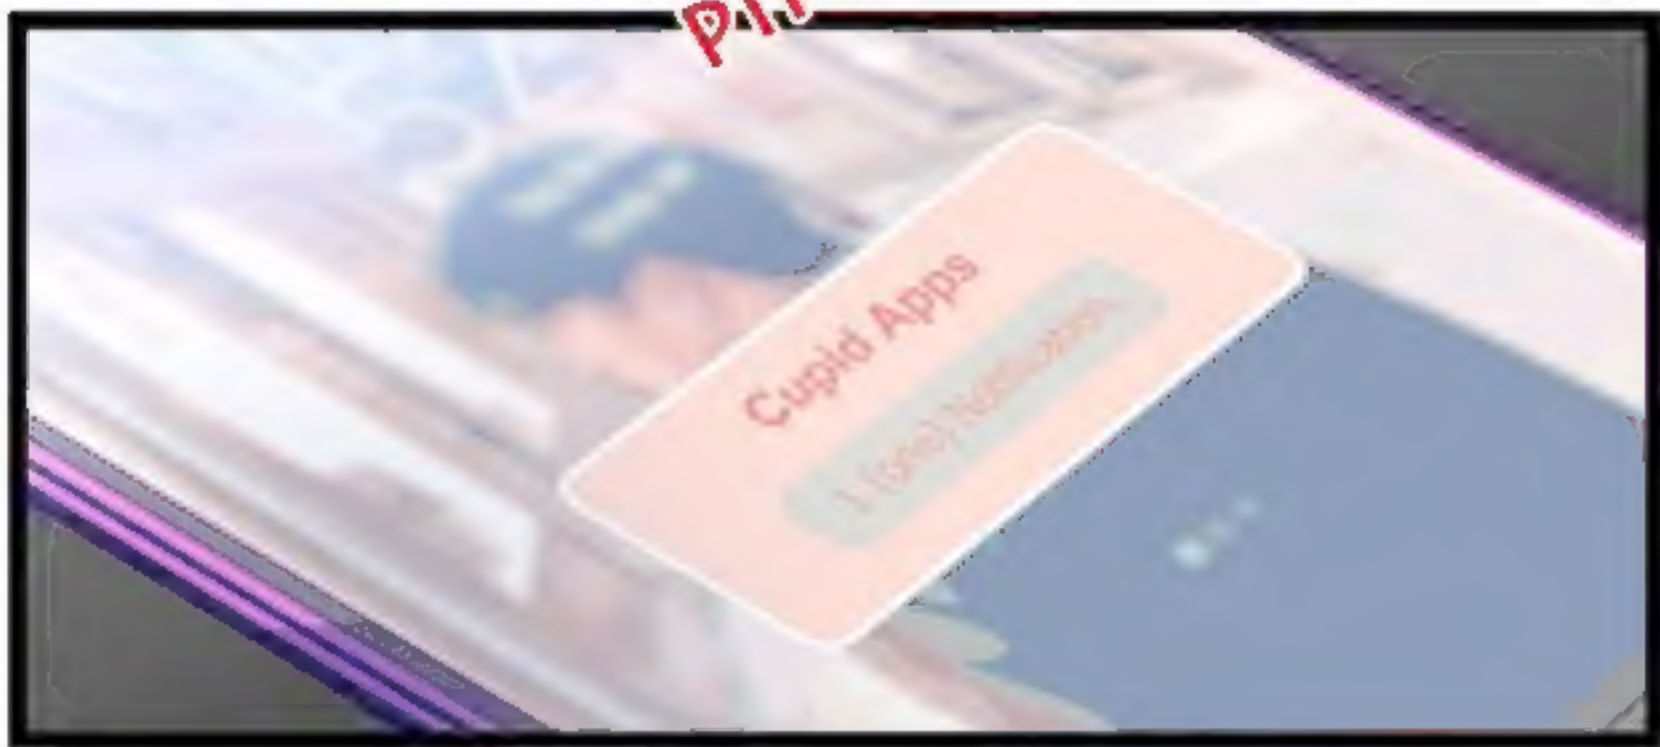 Cupid Apps
1 (one) Notification